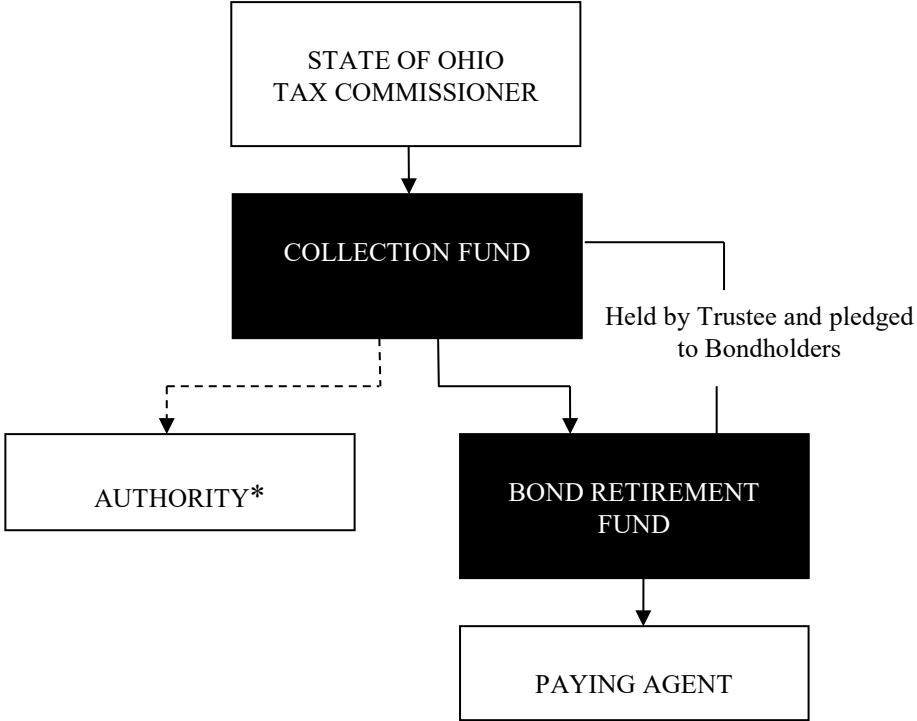 STATE OF OHIO
TAX COMMISSIONER
COLLECTION FUND
Held by Trustee and pledged
to Bondholders
AUTHORITY*
BOND RETIREMENT
FUND
PAYING AGENT